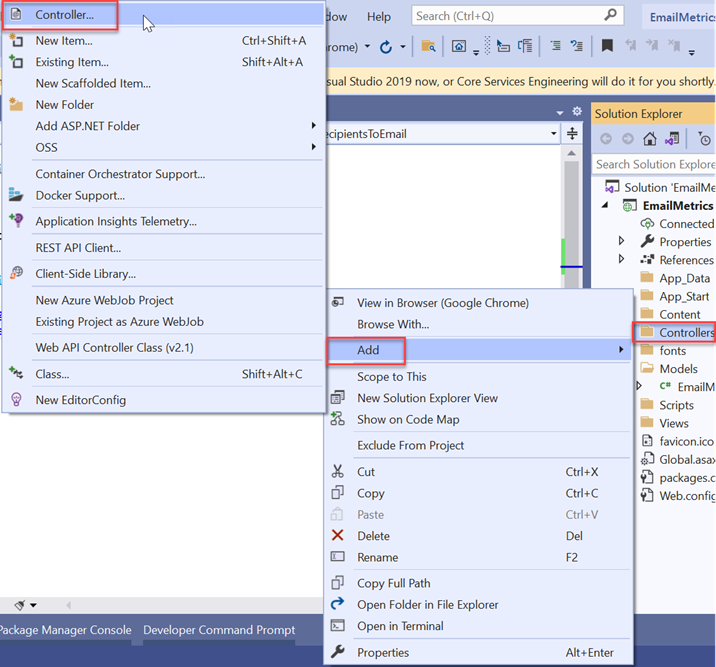 Controller...
New Item... Ctrl+Shift+A
Existing Item... Shift+Alt+A
New Scaffolded Item...
New Folder
Add ASP.NET Folder
OSS
Container Orchestrator Support...
Docker Support...
Application Insights Telemetry...
REST API Client...
Client-Side Library...
New Azure WebJob Project
Existing Project as Azure WebJob
Web API Controller Class (v2.1)
Class... Shift+Alt+C
New EditorConfig
dow Help Search (Ctrl+Q) EmailMetrics
rome)
sual Studio 2019 now, or Core Services Engineering will do it for you shortly.
ecipientsToEmail
View in Browser (Google Chrome)
Browse With...
Add
Scope to This
New Solution Explorer View
Show on Code Map
Exclude From Project
Cut Ctrl+X
Copy Ctrl+C
Paste Ctrl+V
Delete Del
Rename F2
Copy Full Path
Open Folder in File Explorer
Open in Terminal
Properties Alt+Enter
Solution Explorer
Search Solution Explore
Solution 'EmailMe
EmailMetrics
Connected
Properties
References
App_Data
App_Start
Content
Controllers
fonts
Models
C# EmailM
Scripts
Views
favicon.ico
Global.asax
packages.c
Web.config
Package Manager Console Developer Command Prompt